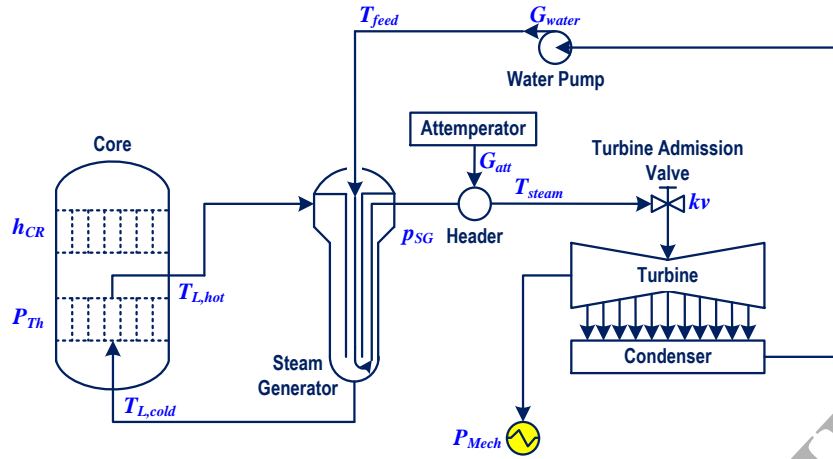 T_feed
G_water
Water Pump
Attemperator
Core
G_att
Turbine Admission
Valve
T_steam
kv
h_CR
p_SG
Header
Turbine
T_L,hot
P_Th
Steam
Generator
Condenser
T_L,cold
P_Mech